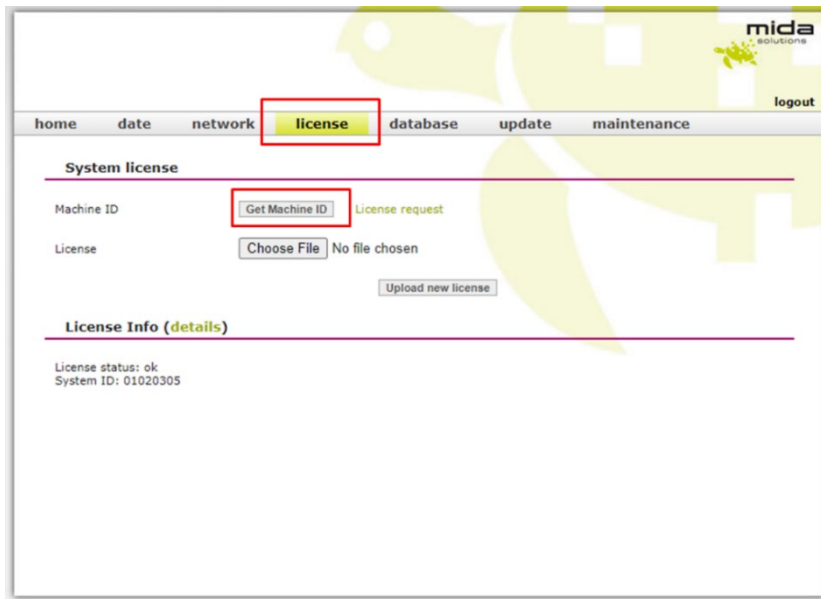 mida
solutions
logout
home date network license database update maintenance
System license
Machine ID Get Machine ID License request
License Choose File No file chosen
Upload new license
License Info (details)
License status: ok
System ID: 01020305